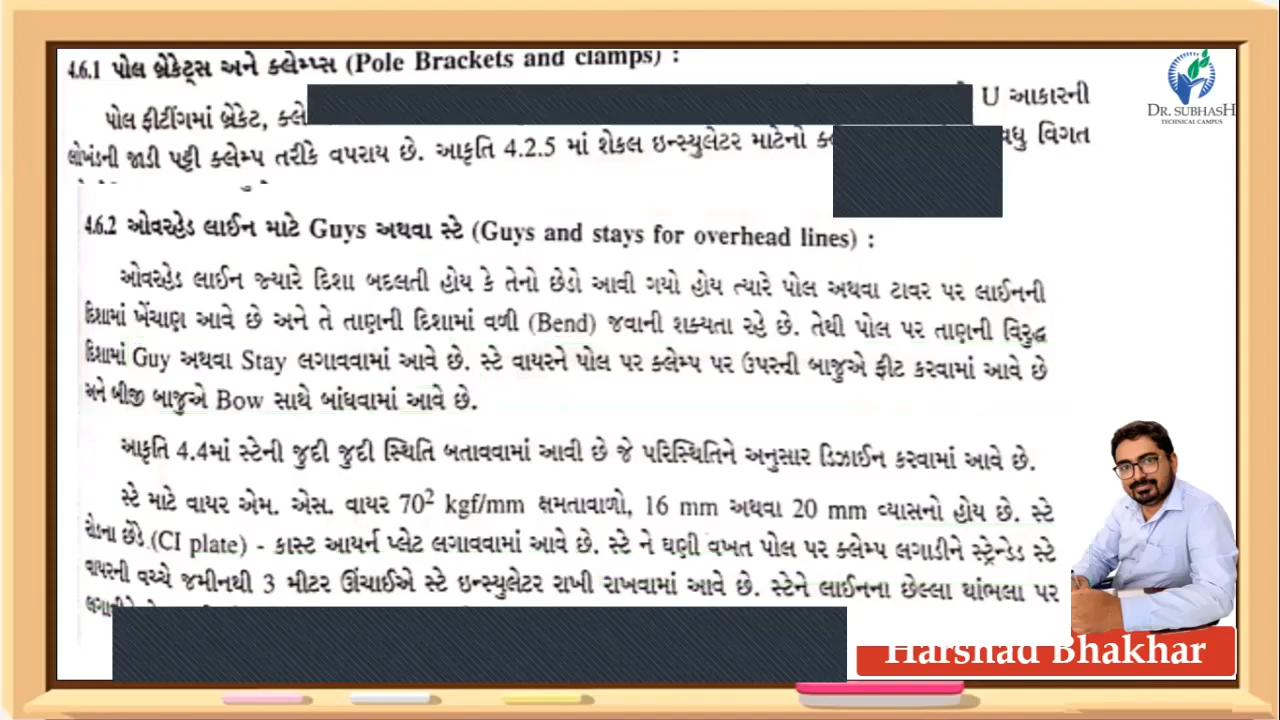 4.6.1 પોલ બ્રેકેટ્સ અને ક્લેમ્પ્સ (Pole Brackets and clamps) :
પોલ ફીટીંગમાં બ્રેકેટ, U આકારની
લોખંડની જાડી પટ્ટી ક્લેમ્પ તરીકે વપરાય છે. આકૃતિ 4.2.5 માં શેકલ ઇન્સ્યુલેટર માટેનો વધુ વિગત
4.6.2 ઓવરહેડ લાઈન માટે Guys અથવા સ્ટે (Guys and stays for overhead lines) :
ઓવરહેડ લાઈન જ્યારે દિશા બદલતી હોય કે તેનો છેડો આવી ગયો હોય ત્યારે પોલ અથવા ટાવર પર લાઈનની
દિશામાં ખેંચાણ આવે છે અને તે તાણની દિશામાં વળી (Bend) જવાની શક્યતા રહે છે. તેથી પોલ પર તાણની વિરુદ્ધ
દિશામાં Guy અથવા Stay લગાવવામાં આવે છે. સ્ટે વાયરને પોલ પર ક્લેમ્પ પર ઉપરની બાજુએ ફીટ કરવામાં આવે છે
અને બીજી બાજુએ Bow સાથે બાંધવામાં આવે છે.
આકૃતિ 4.4માં સ્ટેની જુદી જુદી સ્થિતિ બતાવવામાં આવી છે જે પરિસ્થિતિને અનુસાર ડિઝાઈન કરવામાં આવે છે.
સ્ટે માટે વાયર એમ. એસ. વાયર 70² kgf/mm ક્ષમતાવાળો, 16 mm અથવા 20 mm વ્યાસનો હોય છે. સ્ટે
રોડના છેડે (CI plate) - કાસ્ટ આયર્ન પ્લેટ લગાવવામાં આવે છે. સ્ટે ને ઘણી વખત પોલ પર ક્લેમ્પ લગાડીને સ્ટ્રેન્ડેડ સ્ટે
વાયરની વચ્ચે જમીનથી 3 મીટર ઊંચાઈએ સ્ટે ઇન્સ્યુલેટર રાખી રાખવામાં આવે છે. સ્ટેને લાઈનના છેલ્લા થાંભલા પર
DR. SUBHASH
TECHNICAL CAMPUS
Harshad Bhakhar